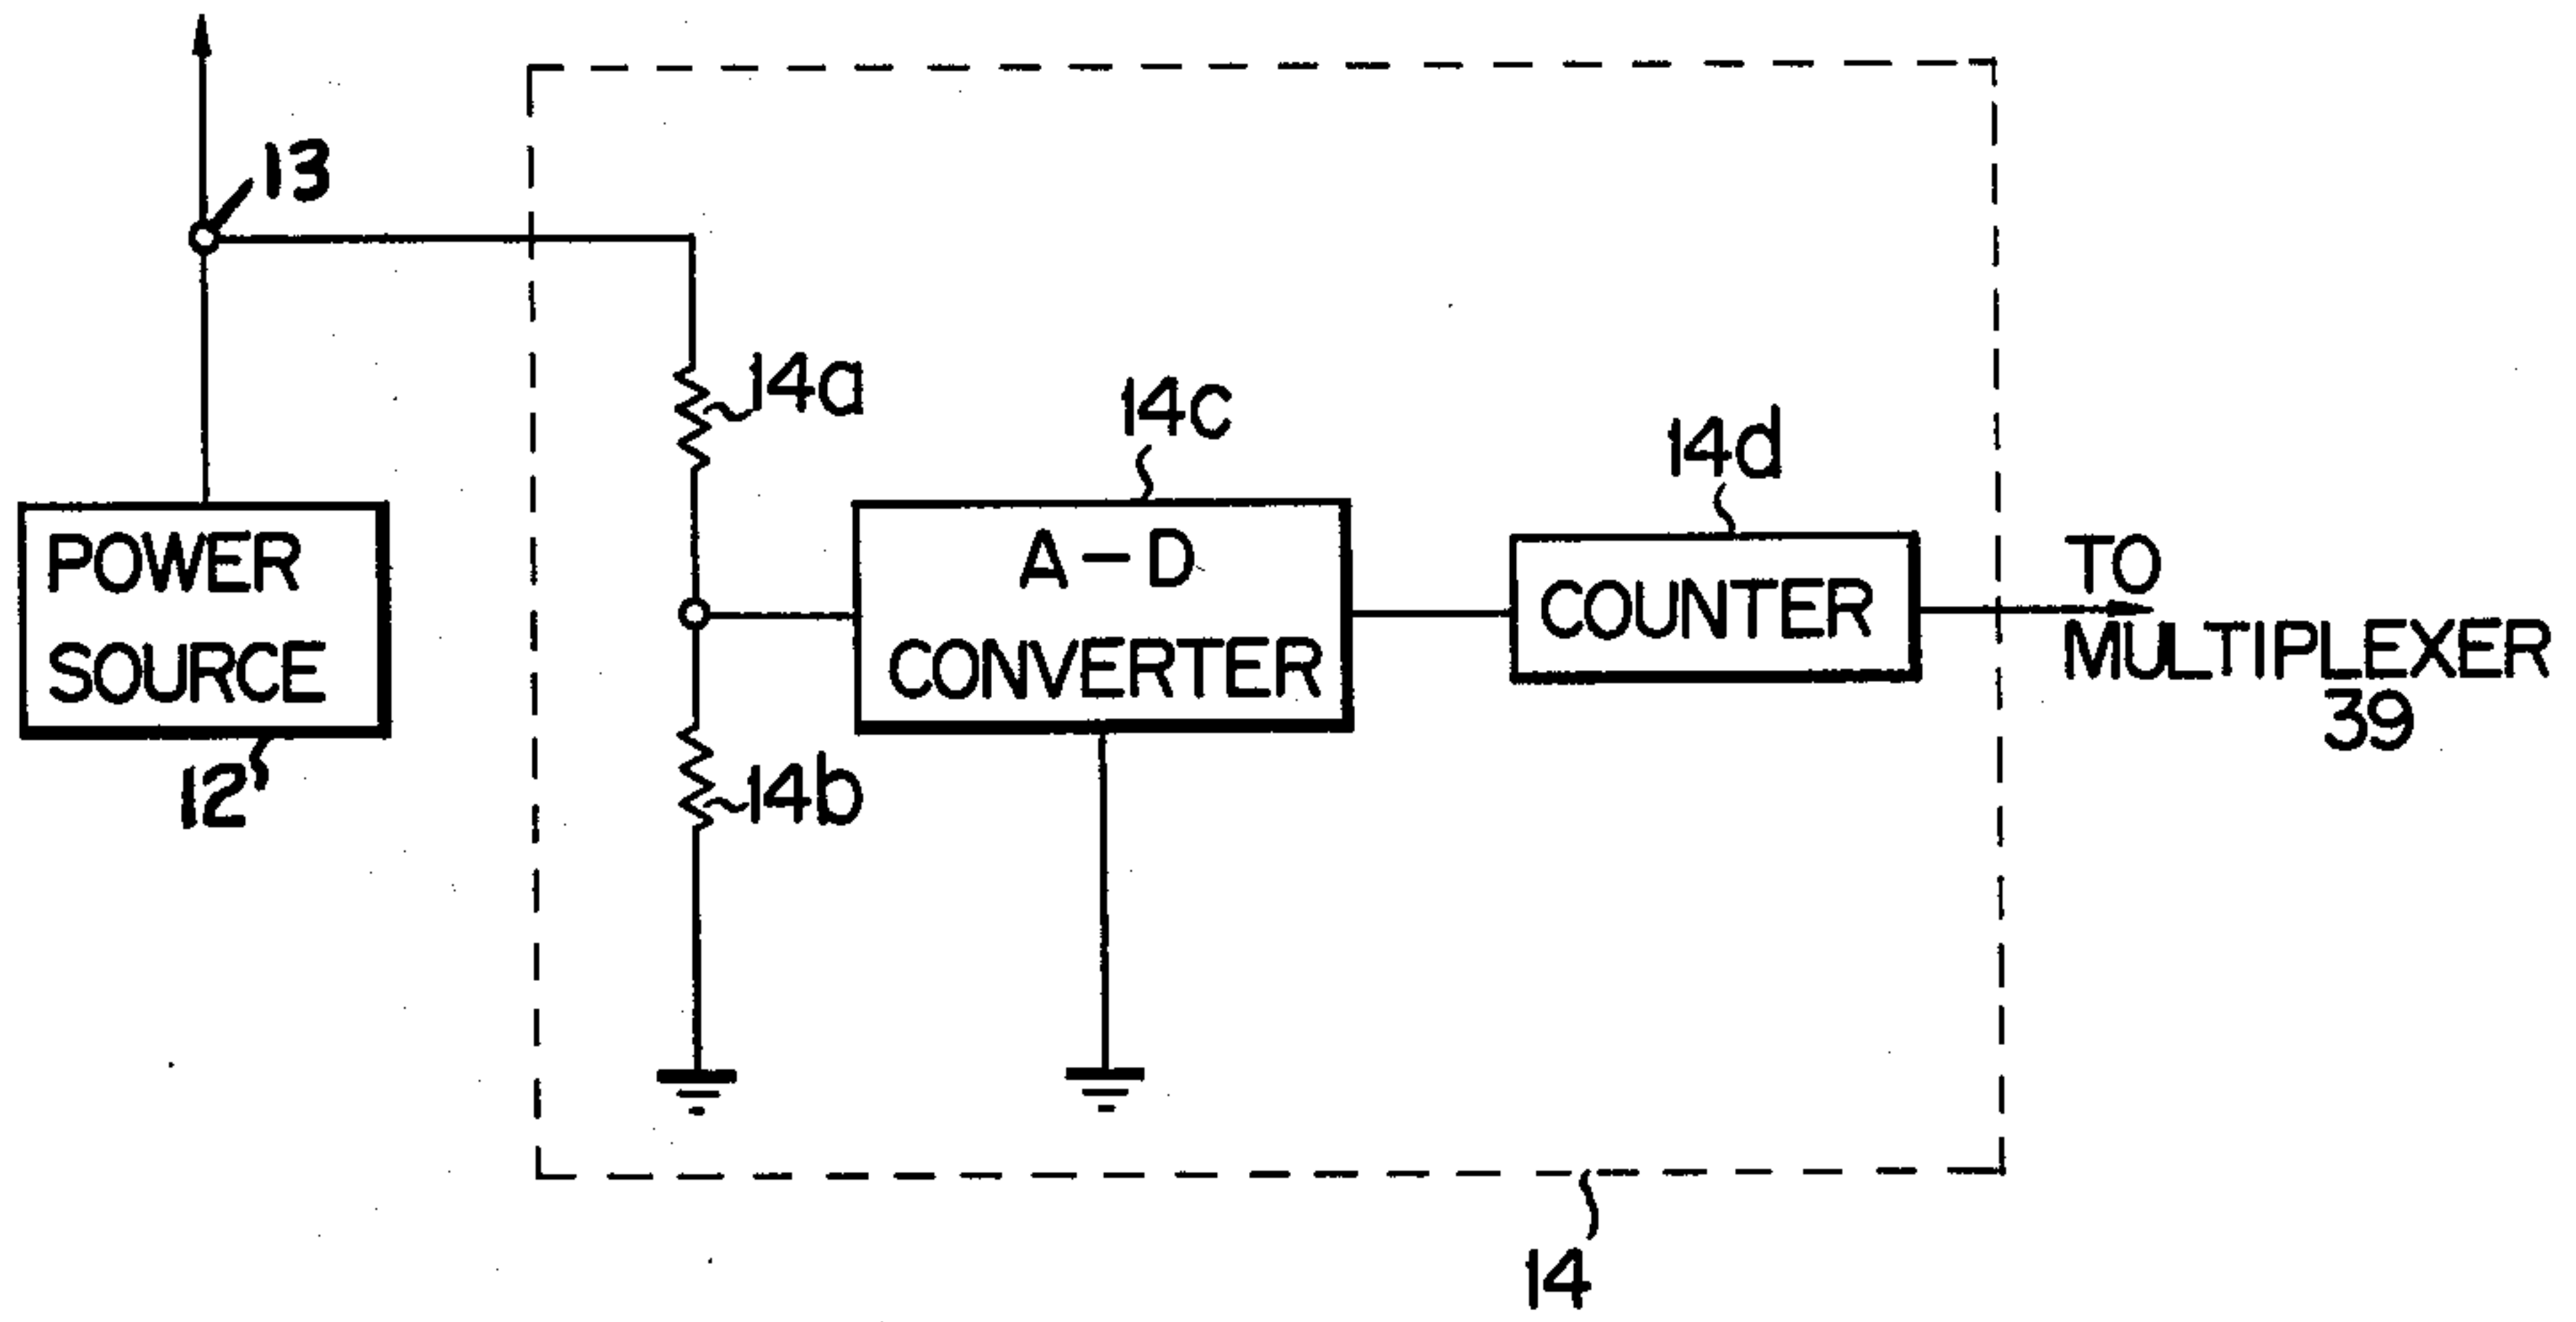 13
14a
14c
14d
POWER
SOURCE
A-D
CONVERTER
COUNTER
TO
MULTIPLEXER
39
12
14b
14